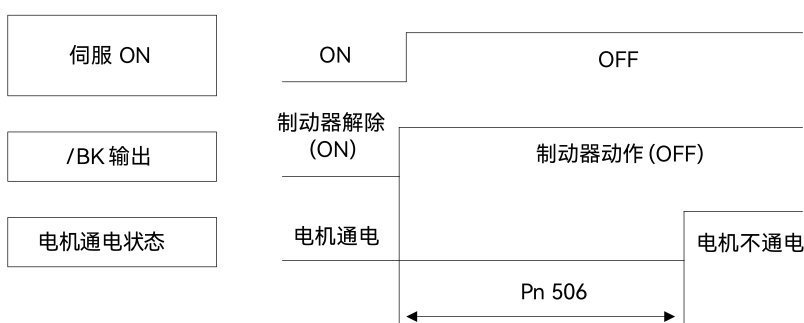 伺服 ON
ON
OFF
制动器解除
(ON)
/BK 输出
制动器动作 (OFF)
电机通电状态
电机通电
电机不通电
Pn 506